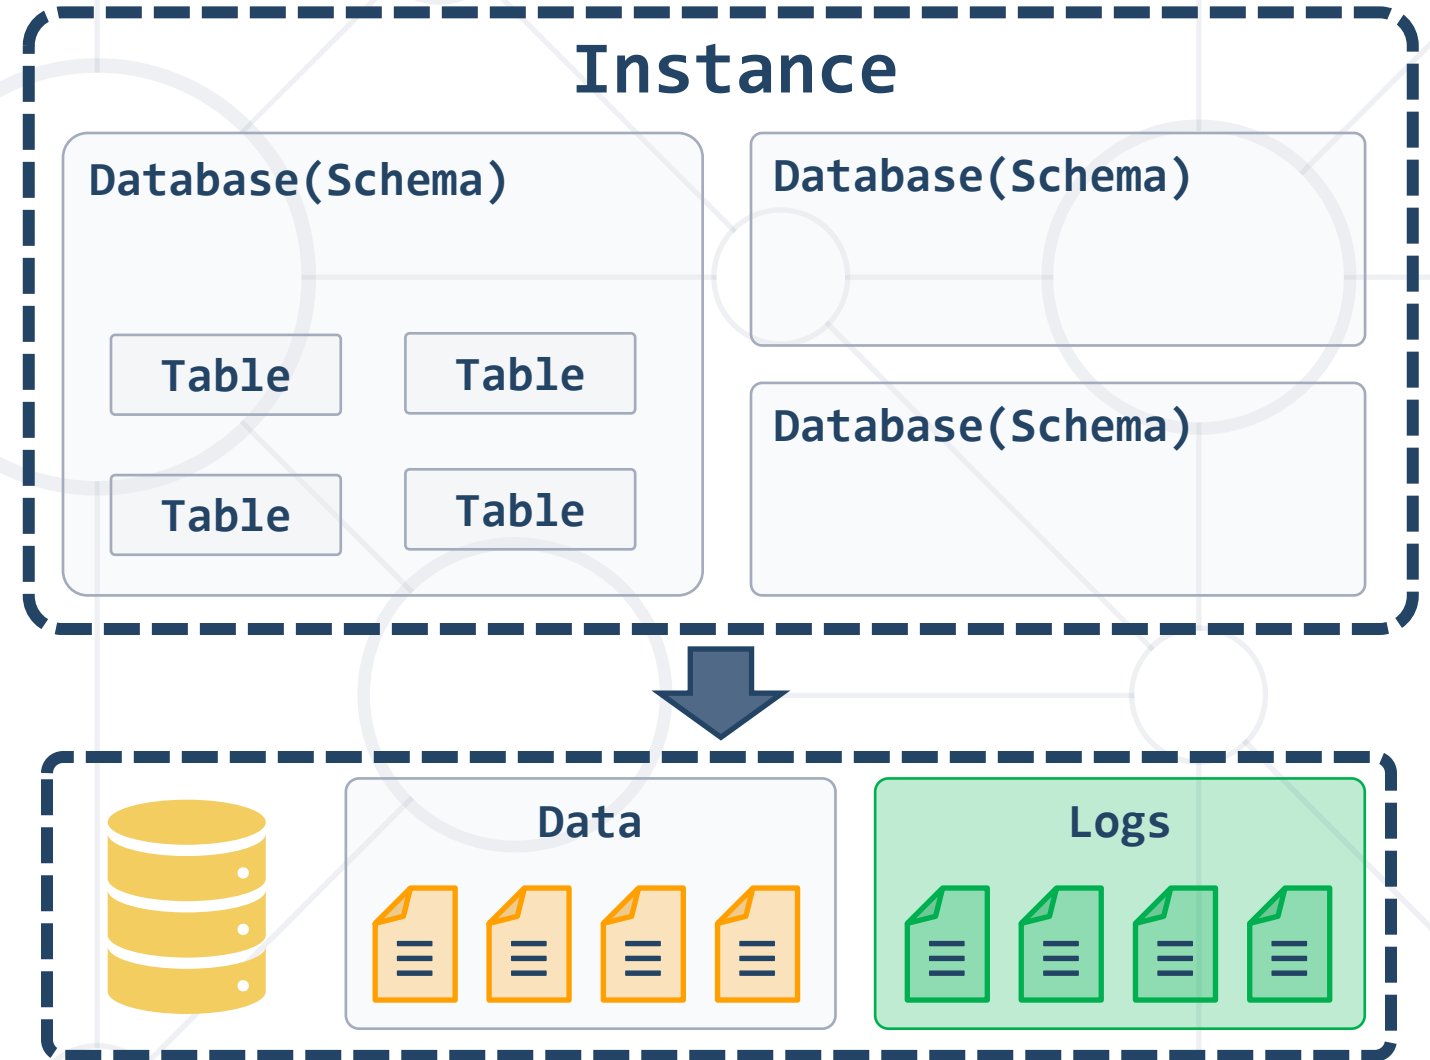 Instance
Database(Schema)
Table
Table
Table
Table
Database(Schema)
Database(Schema)
Data
Logs